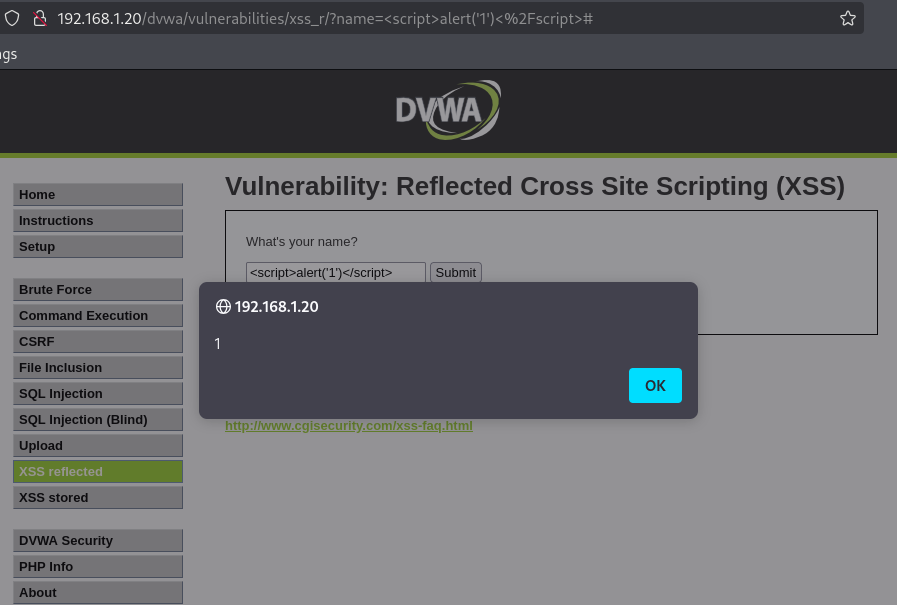 192.168.1.20/dvwa/vulnerabilities/xss_r/?name=<script>alert('1')<%2Fscript>#
gs
DVWA
Home
Instructions
Setup
Brute Force
Command Execution
CSRF
File Inclusion
SQL Injection
SQL Injection (Blind)
Upload
XSS reflected
XSS stored
DVWA Security
PHP Info
About
Vulnerability: Reflected Cross Site Scripting (XSS)
What's your name?
<script>alert('1')</script> Submit
192.168.1.20
1
OK
http://www.cgisecurity.com/xss-faq.html